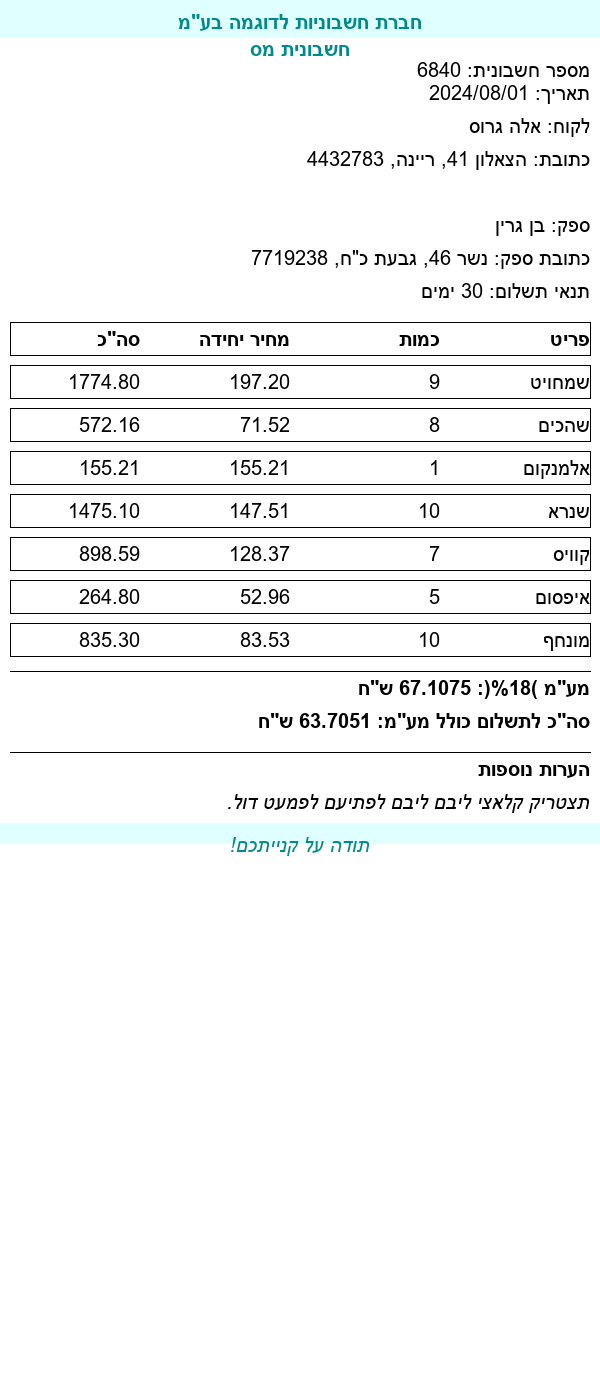 חברת חשבוניות לדוגמה בע"מ
חשבונית מס
מספר חשבונית: 6840
תאריך: 2024/08/01
לקוח: אלה גרוס
כתובת: הצאלון 41, ריינה, 4432783
ספק: בן גרין
כתובת ספק: נשר 46, גבעת כ"ח, 7719238
תנאי תשלום: 30 ימים
פריט כמות מחיר יחידה סה"כ
שמחויט 9 197.20 1774.80
שהכים 8 71.52 572.16
אלמנקום 1 155.21 155.21
שנרא 10 147.51 1475.10
קוויס 7 128.37 898.59
איפסום 5 52.96 264.80
מונחף 10 83.53 835.30
מע"מ )18%(: 67.1075 ש"ח
סה"כ לתשלום כולל מע"מ: 63.7051 ש"ח
הערות נוספות
תצטריק קלאצי ליבם ליבם לפתיעם לפמעט דול.
תודה על קנייתכם!